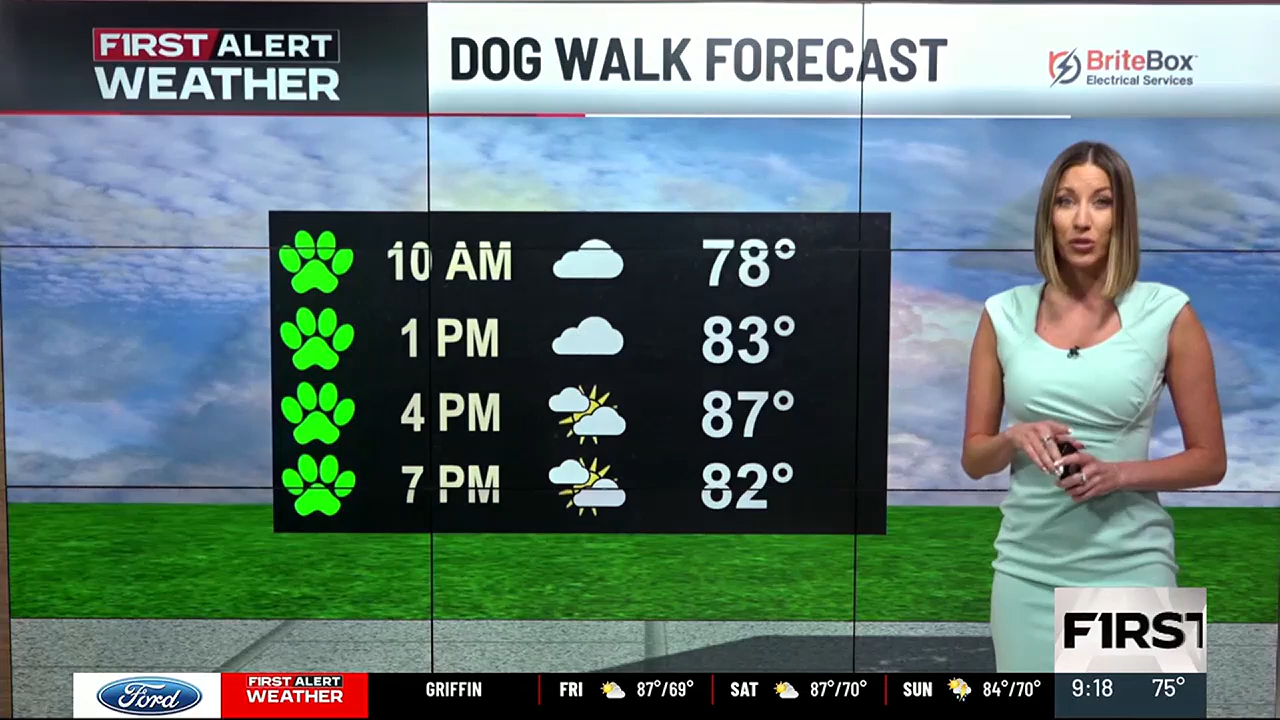 FIRST ALERT
WEATHER
DOG WALK FORECAST
BriteBox
Electrical Services
10 AM 78°
1 PM 83°
4 PM 87°
7 PM 82°
FIRST
9:18 75°
Ford
FIRST ALERT
WEATHER
GRIFFIN FRI 87°/69° SAT 87°/70° SUN 84°/70°